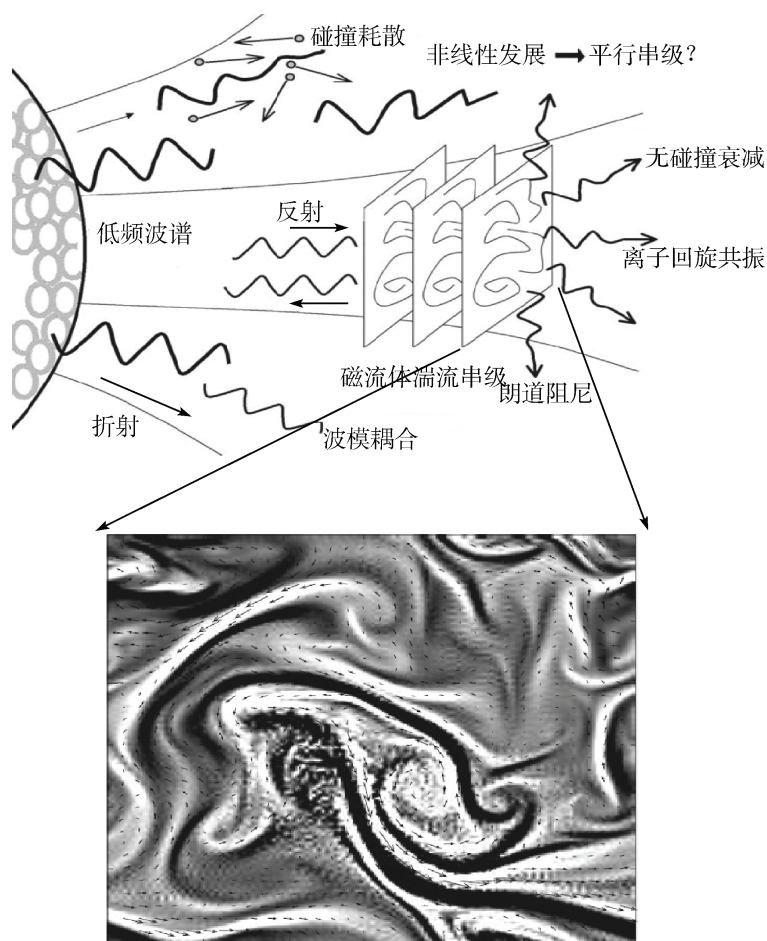 碰撞耗散
非线性发展 → 平行串级?
无碰撞衰减
反射
低频波谱
离子回旋共振
磁流体湍流串级
朗道阻尼
折射
波模耦合